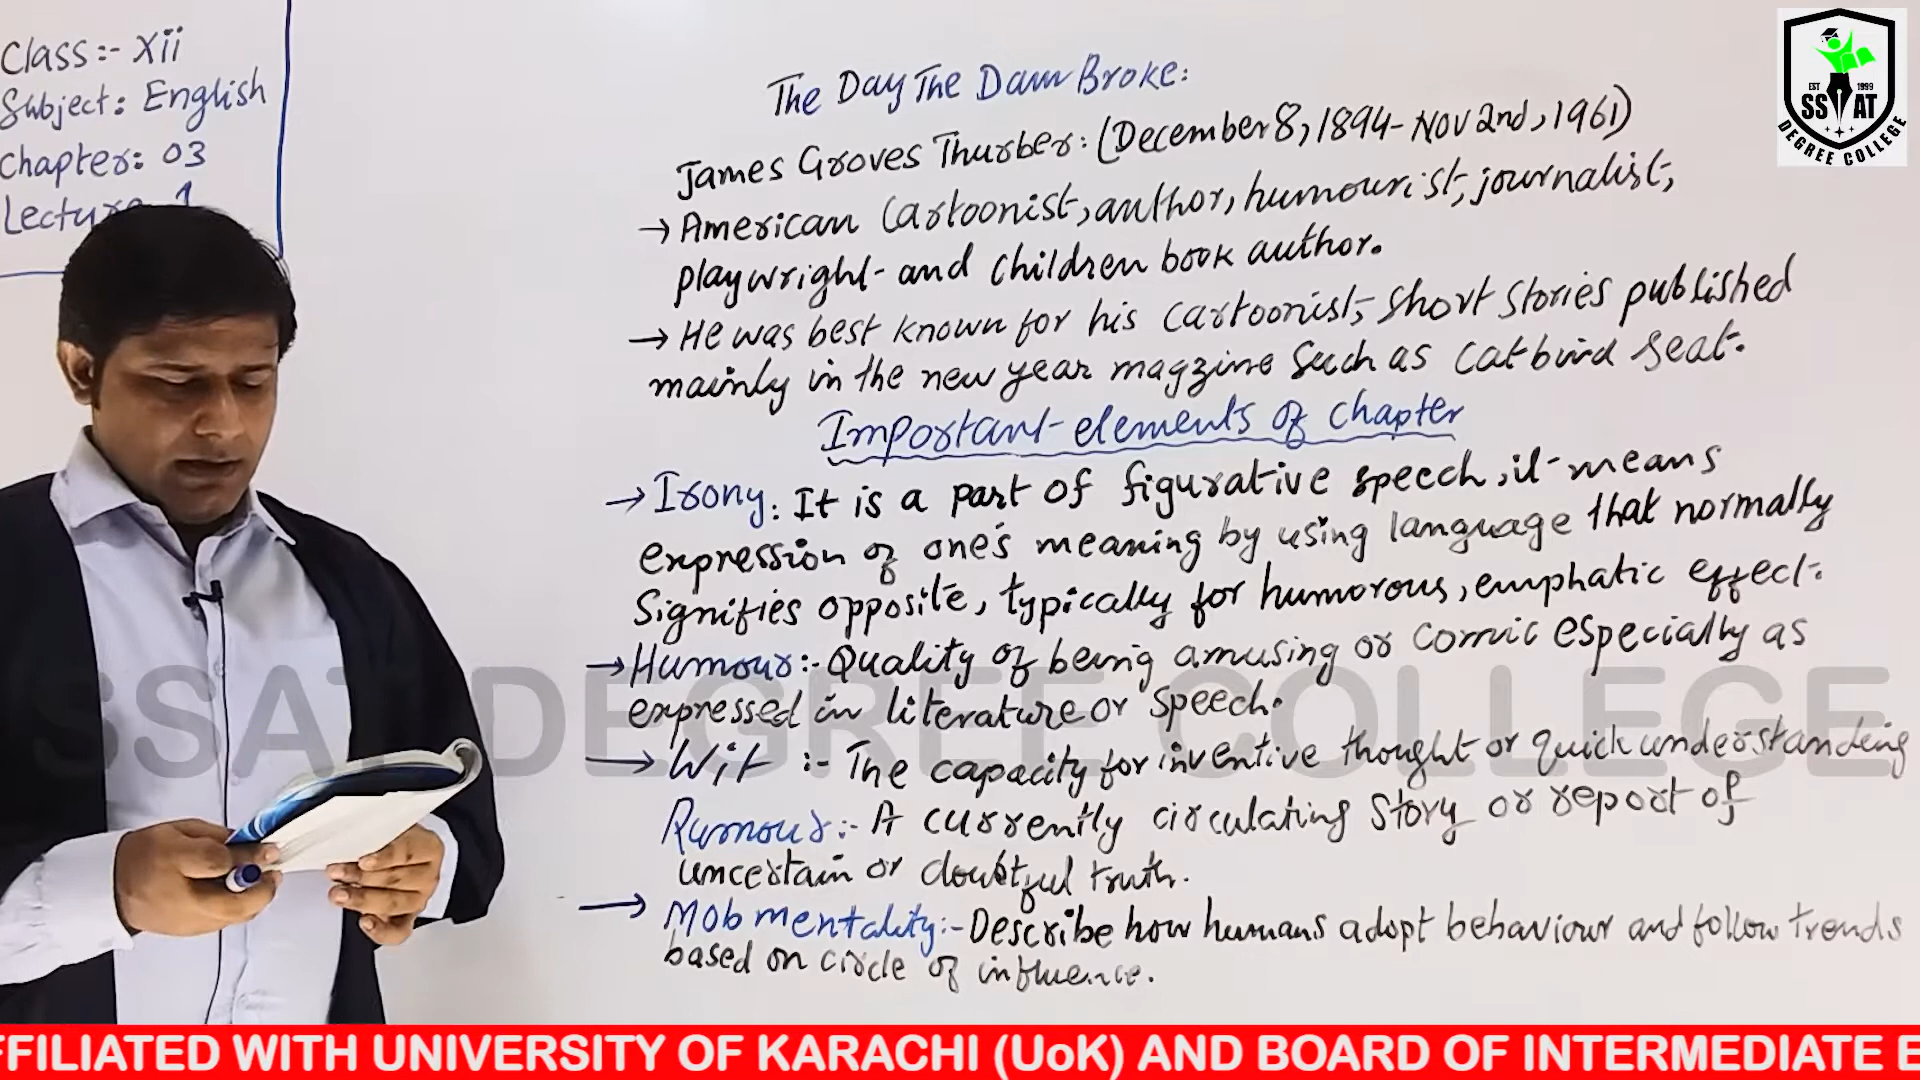 Class:- Xii
Subject: English
Chapter: 03
Lecture 1
The Day The Dam Broke:
James Groves Thurber: (December 8, 1894 - Nov 2nd, 1961)
→ American Cartoonist, author, humourist, journalist,
playwright and children book author.
→ He was best known for his cartoonist, short stories published
mainly in the new year magzine such as catbird seat.
Important elements of chapter
→ Irony: It is a part of figurative speech, it means
expression of one's meaning by using language that normally
Signifies opposite, typically for humorous, emphatic effect.
→ Humour:- Quality of being amusing or comic especially as
expressed in literature or speech.
→ Wit :- The capacity for inventive thought or quick understanding
Rumour:- A currently circulating story or report of
uncertain or doubtful truth.
→ Mob mentality:- Describe how humans adopt behaviour and follow trends
based on circle of influence.
EST 1999
SSAT
DEGREE COLLEGE
SSAT DEGREE COLLEGE
FFILIATED WITH UNIVERSITY OF KARACHI (UoK) AND BOARD OF INTERMEDIATE E